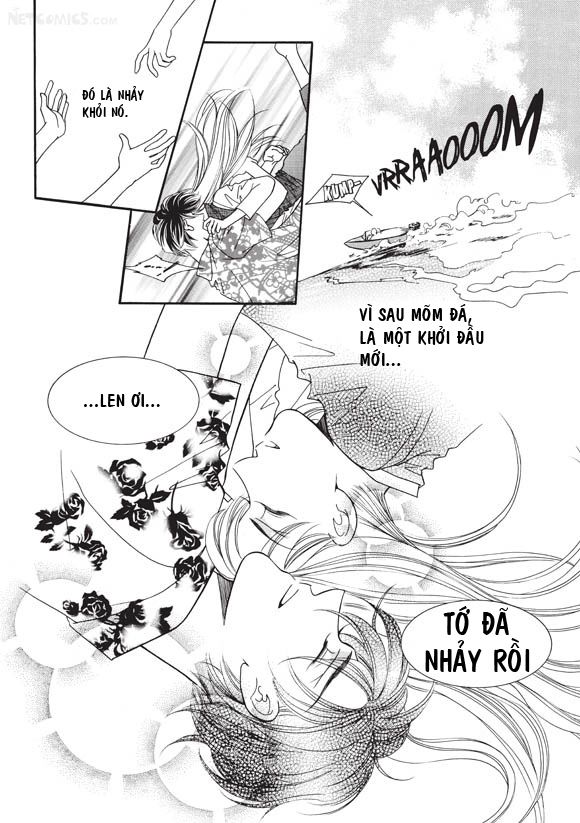 NETCOMICS.COM
ĐÓ LÀ NHẢY
KHỎI NÓ.
VRRAAOOOM
KUMP-
VÌ SAU MÕM ĐÁ,
LÀ MỘT KHỞI ĐẦU
MỚI...
...LEN ƠI...
TỚ ĐÃ
NHẢY RỒI